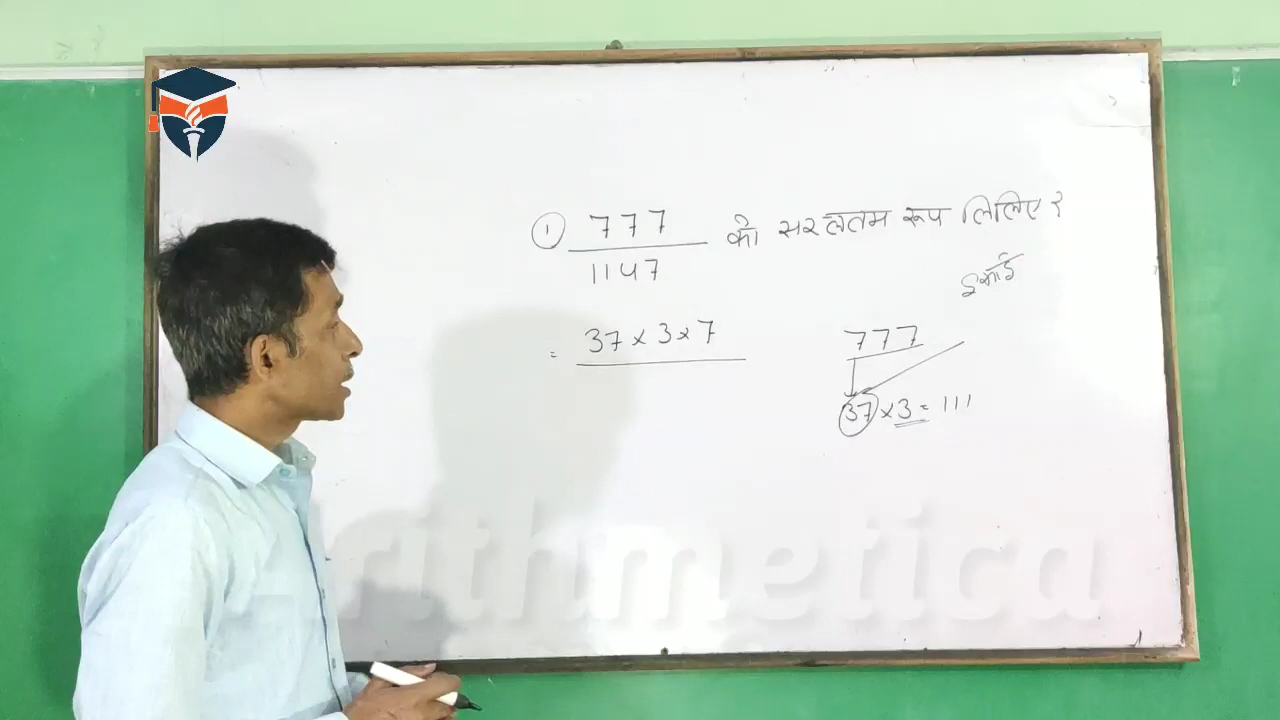 ① 777
1147 को सरलतम रूप लिलिए ?
इकाई
= 37 × 3 × 7
777
37 × 3 = 111
Arithmetica